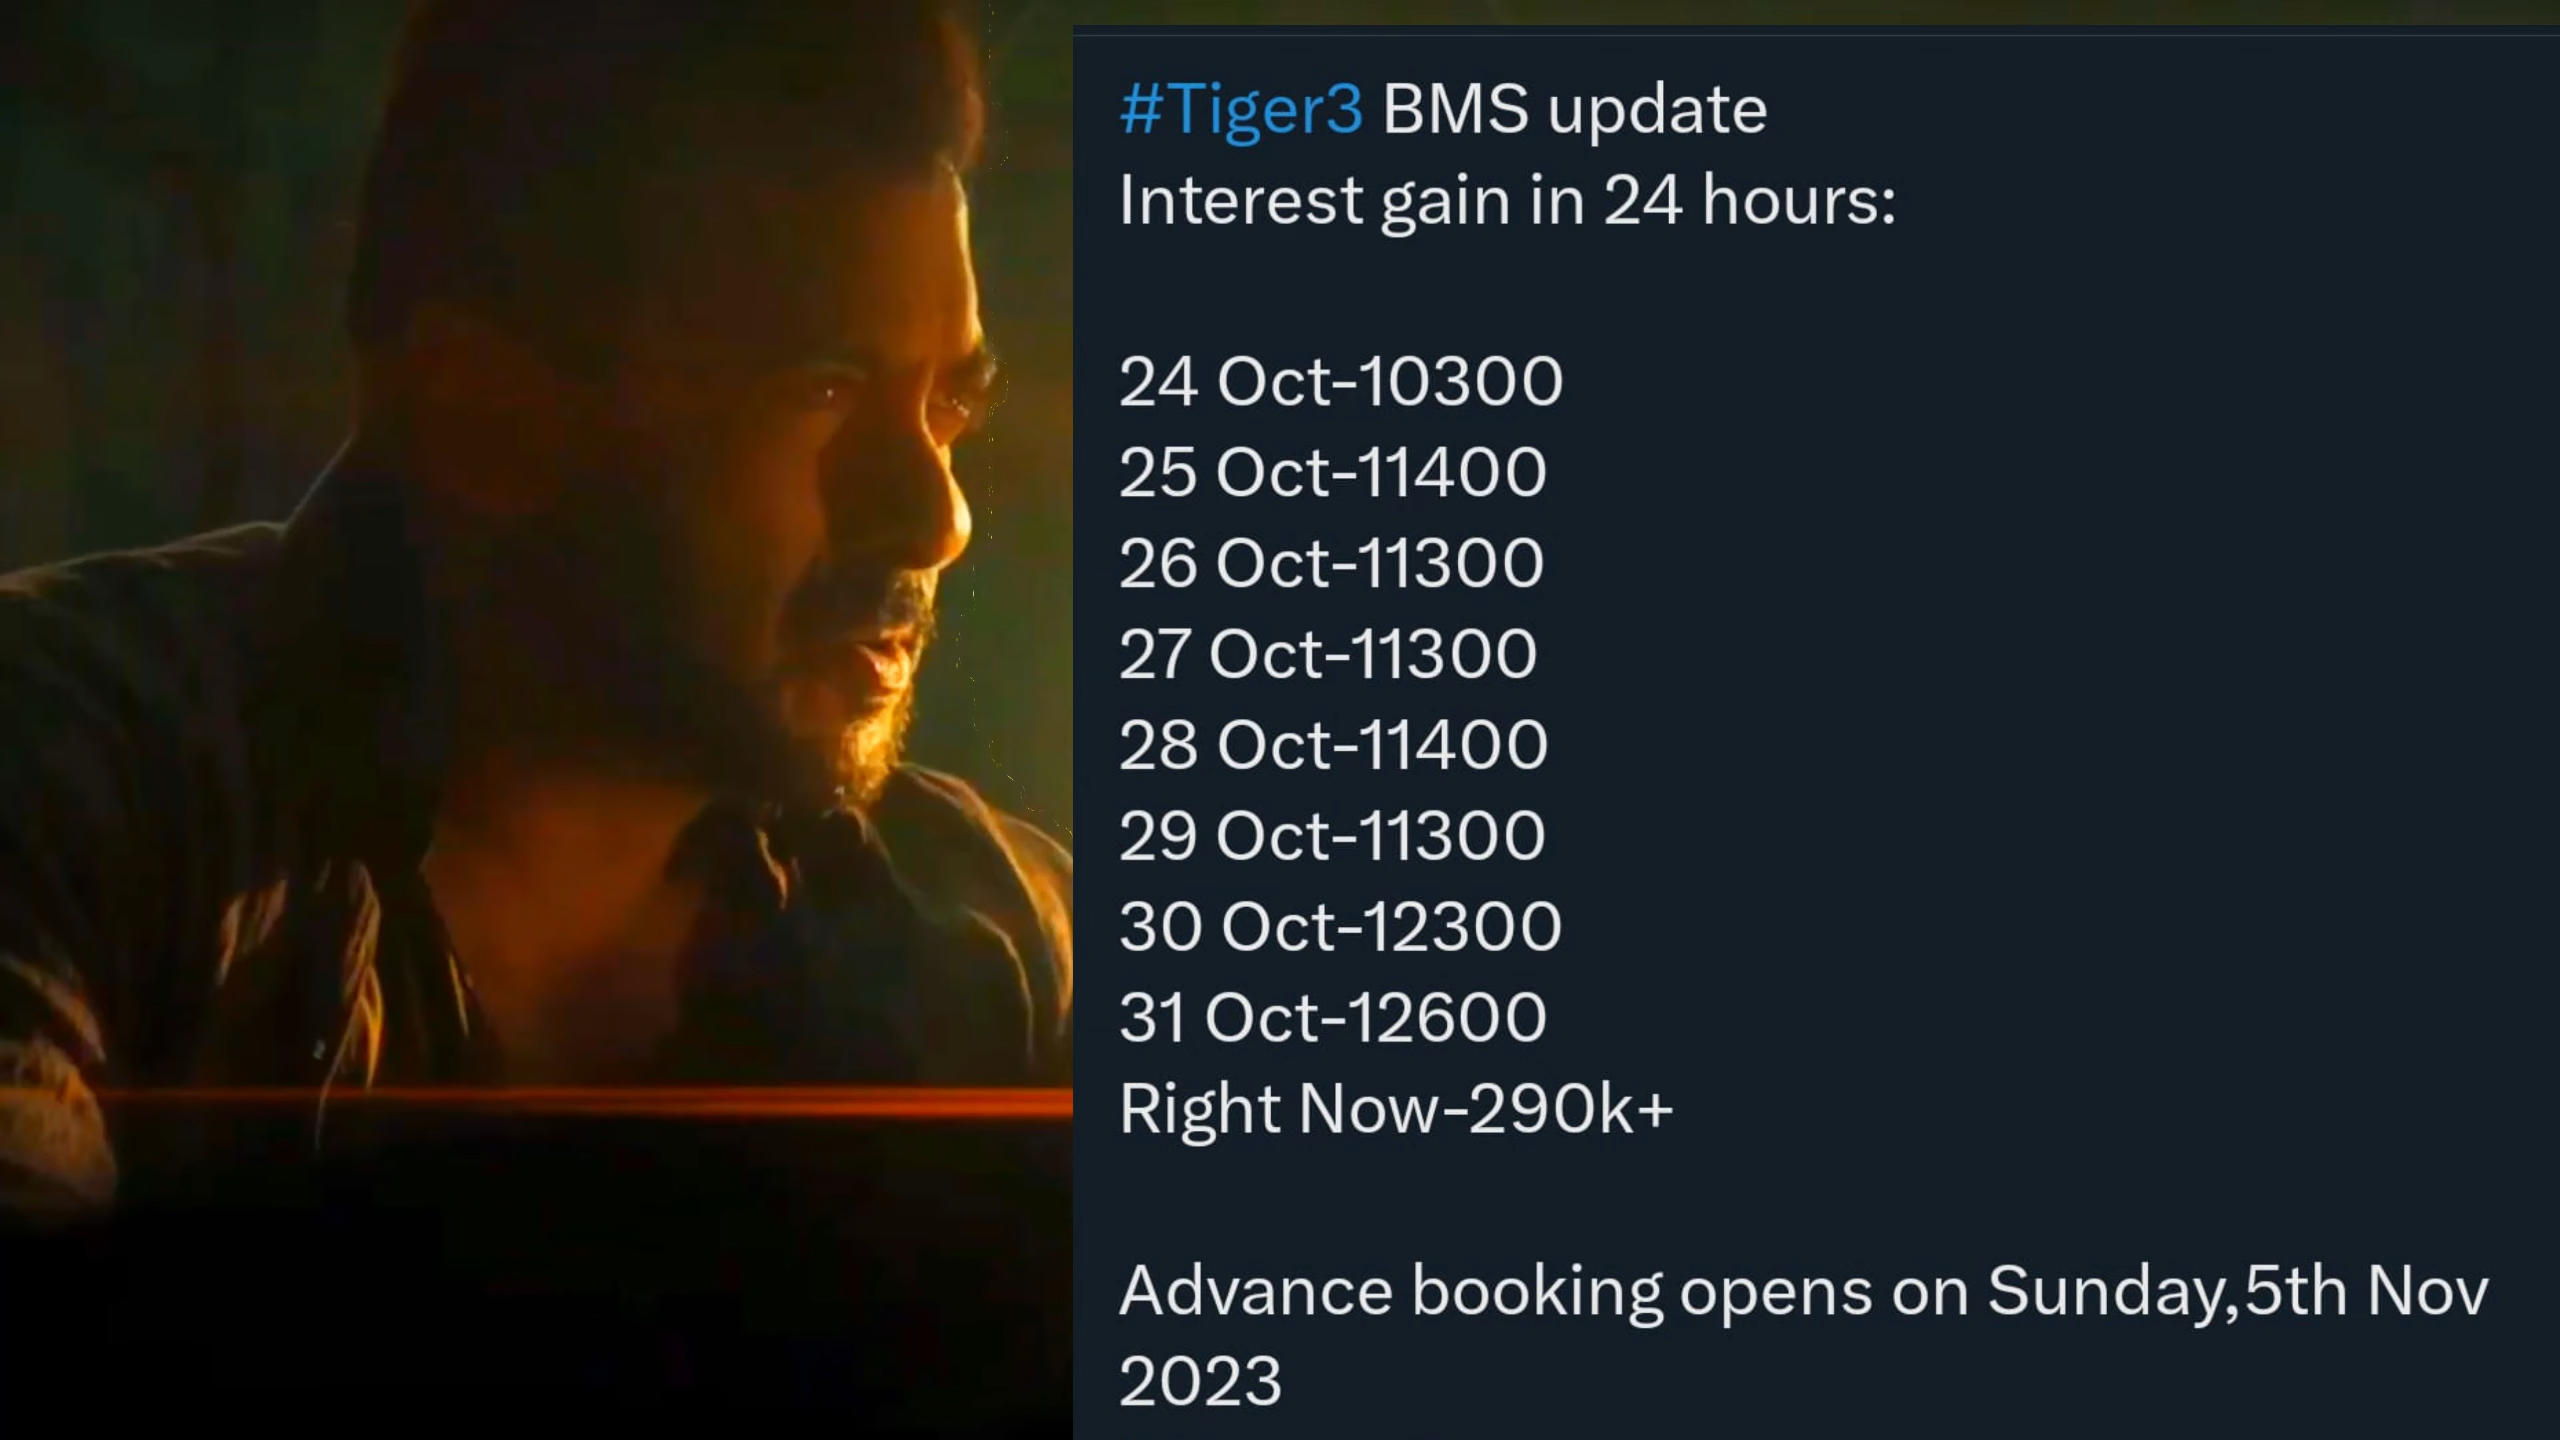 #Tiger3 BMS update
Interest gain in 24 hours:
24 Oct-10300
25 Oct-11400
26 Oct-11300
27 Oct-11300
28 Oct-11400
29 Oct-11300
30 Oct-12300
31 Oct-12600
Right Now-290k+
Advance booking opens on Sunday,5th Nov
2023